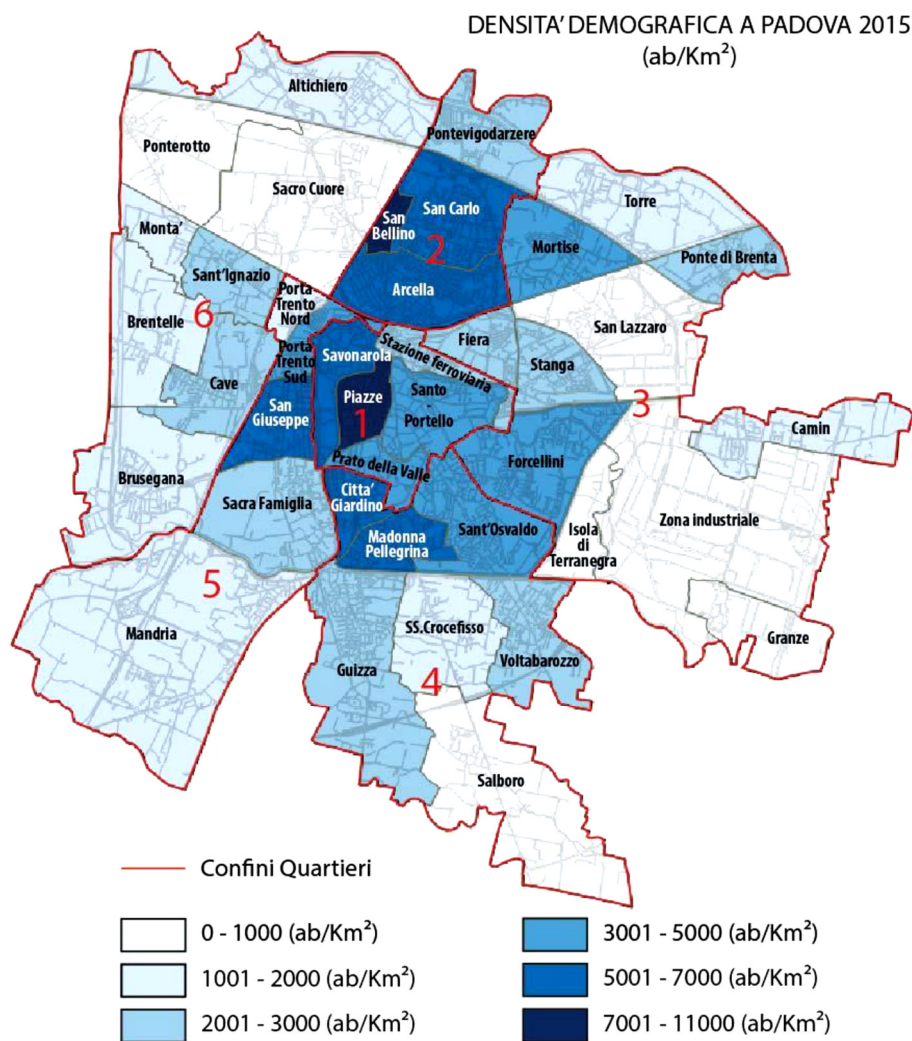 DENSITA' DEMOGRAFICA A PADOVA 2015
(ab/Km²)
Altichiero
Pontevigodarzere
Ponterotto
Sacro Cuore
San Carlo
San
Bellino
2
Torre
Monta'
Mortise
Ponte di Brenta
Sant'Ignazio
Porta
Trento
Nord
Arcella
San Lazzaro
6
Brentelle
Fiera
Stazione ferroviaria
Porta
Trento
Sud
Savonarola
Stanga
Cave
Piazze
1
Santo
-
Portello
3
San
Giuseppe
Camin
Prato della Valle
Forcellini
Brusegana
Sacra Famiglia
Citta'
Giardino
Zona industriale
Madonna
Pellegrina
Sant'Osvaldo
Isola
di
Terranegra
5
Mandria
SS.Crocefisso
Granze
Guizza
Voltabarozzo
4
Salboro
Confini Quartieri
0 - 1000 (ab/Km²)
1001 - 2000 (ab/Km²)
2001 - 3000 (ab/Km²)
3001 - 5000 (ab/Km²)
5001 - 7000 (ab/Km²)
7001 - 11000 (ab/Km²)